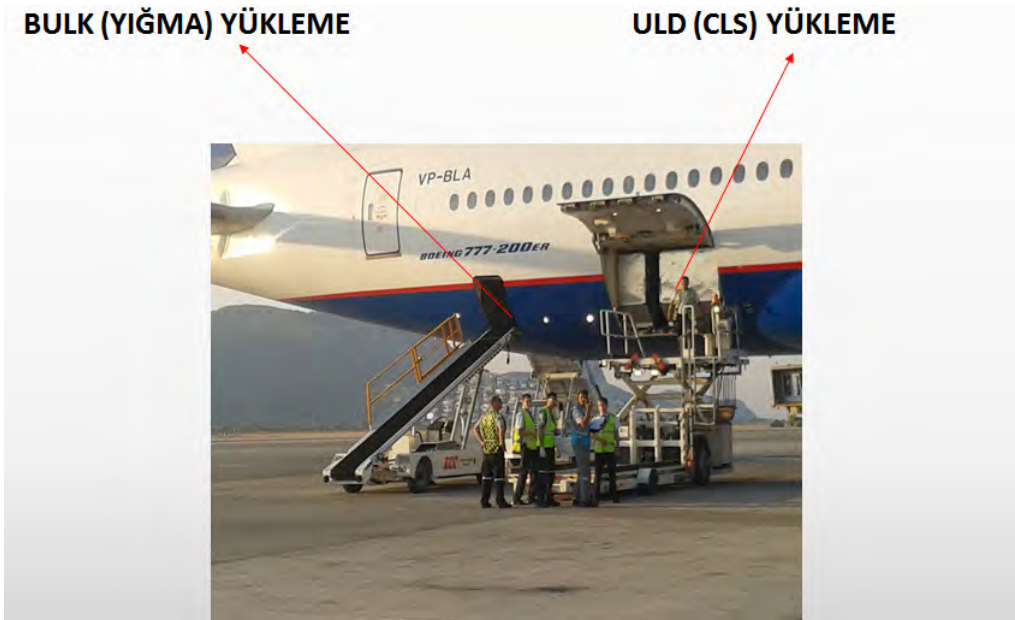 BULK (YIĞMA) YÜKLEME
ULD (CLS) YÜKLEME
VP-BLA
BOEING 777-200ER